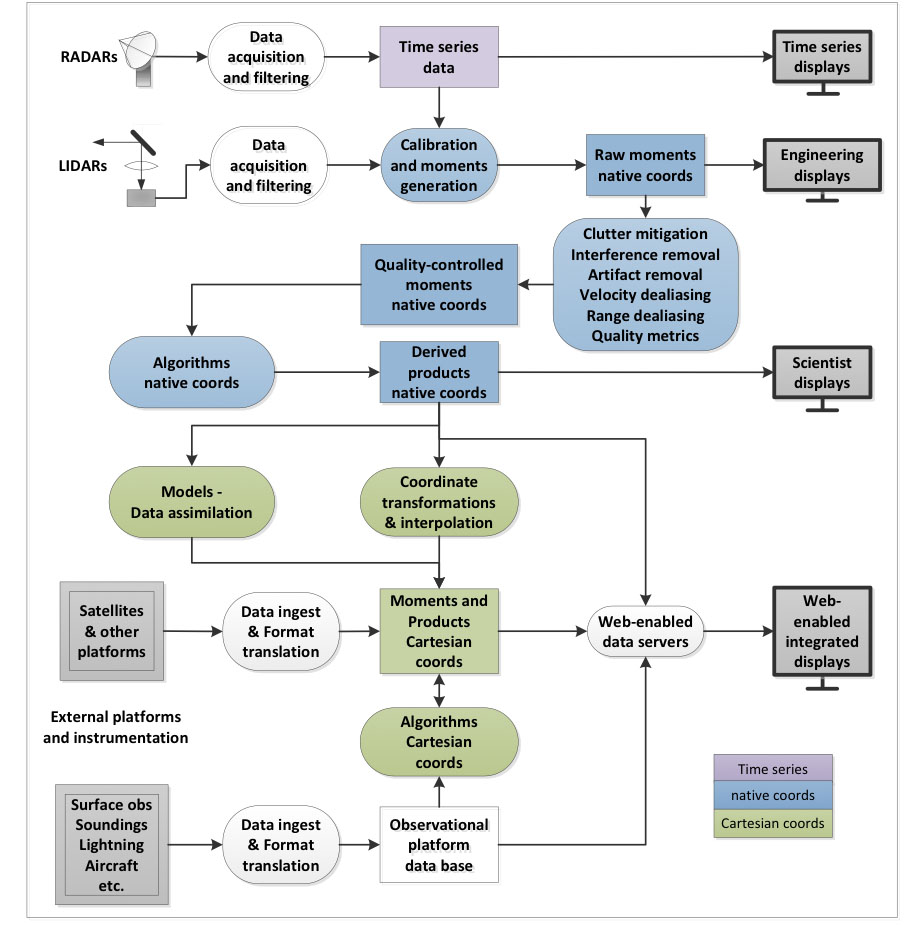 RADARs
Data
acquisition
and filtering
Time series
data
Time series
displays
LIDARs
Data
acquisition
and filtering
Calibration
and moments
generation
Raw moments
native coords
Engineering
displays
Clutter mitigation
Interference removal
Artifact removal
Velocity dealiasing
Range dealiasing
Quality metrics
Quality-controlled
moments
native coords
Algorithms
native coords
Derived
products
native coords
Scientist
displays
Models -
Data assimilation
Coordinate
transformations
& interpolation
Satellites
& other
platforms
Data ingest
& Format
translation
Moments and
Products
Cartesian
coords
Web-enabled
data servers
Web-
enabled
integrated
displays
External platforms
and instrumentation
Algorithms
Cartesian
coords
Surface obs
Soundings
Lightning
Aircraft
etc.
Data ingest
& Format
translation
Observational
platform
data base
Time series
native coords
Cartesian coords